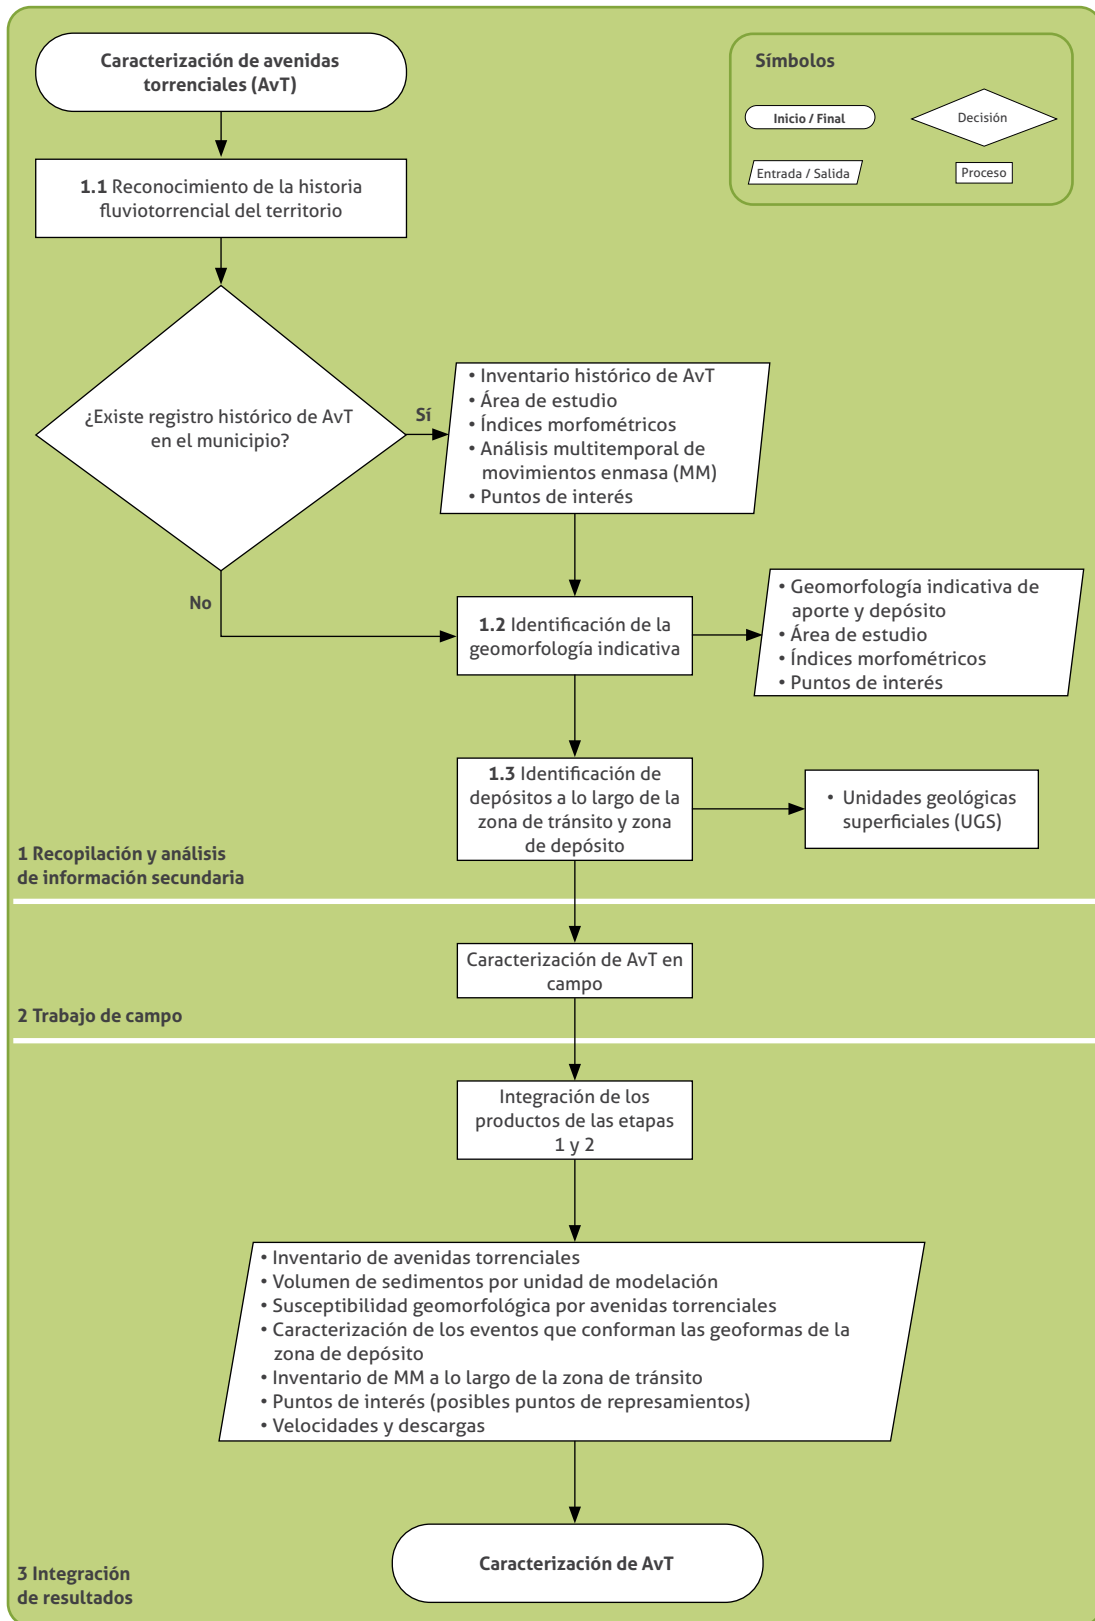 Caracterización de avenidas
torrenciales (AvT)
Símbolos
Inicio / Final
Decisión
Entrada / Salida
Proceso
1.1 Reconocimiento de la historia
fluviotorrencial del territorio
¿Existe registro histórico de AvT
en el municipio?
Sí
• Inventario histórico de AvT
• Área de estudio
• Índices morfométricos
• Análisis multitemporal de
movimientos enmasa (MM)
• Puntos de interés
No
1.2 Identificación de la
geomorfología indicativa
• Geomorfología indicativa de
aporte y depósito
• Área de estudio
• Índices morfométricos
• Puntos de interés
1.3 Identificación de
depósitos a lo largo de la
zona de tránsito y zona
de depósito
• Unidades geológicas
superficiales (UGS)
1 Recopilación y análisis
de información secundaria
Caracterización de AvT en
campo
2 Trabajo de campo
Integración de los
productos de las etapas
1 y 2
• Inventario de avenidas torrenciales
• Volumen de sedimentos por unidad de modelación
• Susceptibilidad geomorfológica por avenidas torrenciales
• Caracterización de los eventos que conforman las geoformas de la
zona de depósito
• Inventario de MM a lo largo de la zona de tránsito
• Puntos de interés (posibles puntos de represamientos)
• Velocidades y descargas
Caracterización de AvT
3 Integración
de resultados